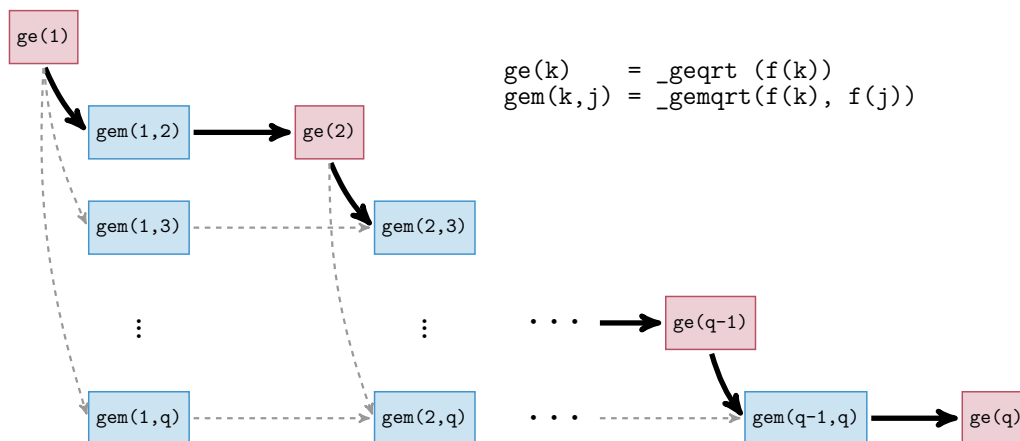 ge(1)
ge(k)    = _geqrt (f(k))
gem(k,j) = _gemqrt(f(k), f(j))
gem(1,2)
ge(2)
gem(1,3)
gem(2,3)
⋮
⋮
· · ·
ge(q-1)
gem(1,q)
gem(2,q)
· · ·
gem(q-1,q)
ge(q)